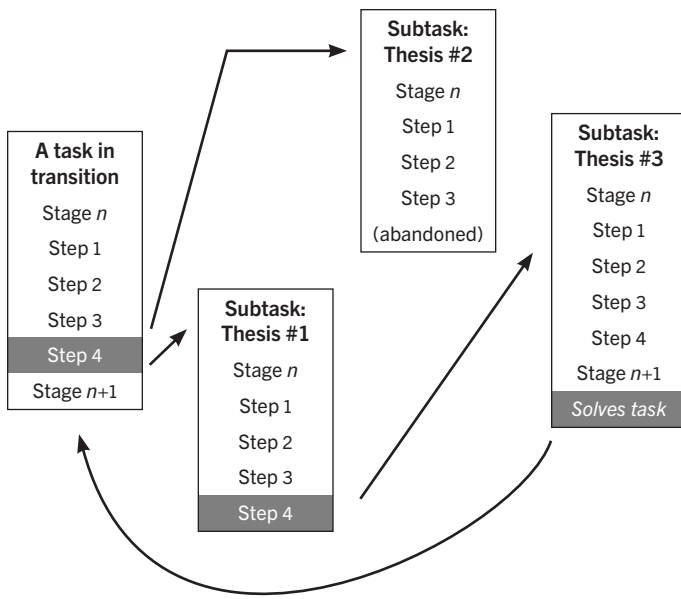 A task in
transition
Stage n
Step 1
Step 2
Step 3
Step 4
Stage n+1
Subtask:
Thesis #1
Stage n
Step 1
Step 2
Step 3
Step 4
Subtask:
Thesis #2
Stage n
Step 1
Step 2
Step 3
(abandoned)
Subtask:
Thesis #3
Stage n
Step 1
Step 2
Step 3
Step 4
Stage n+1
Solves task